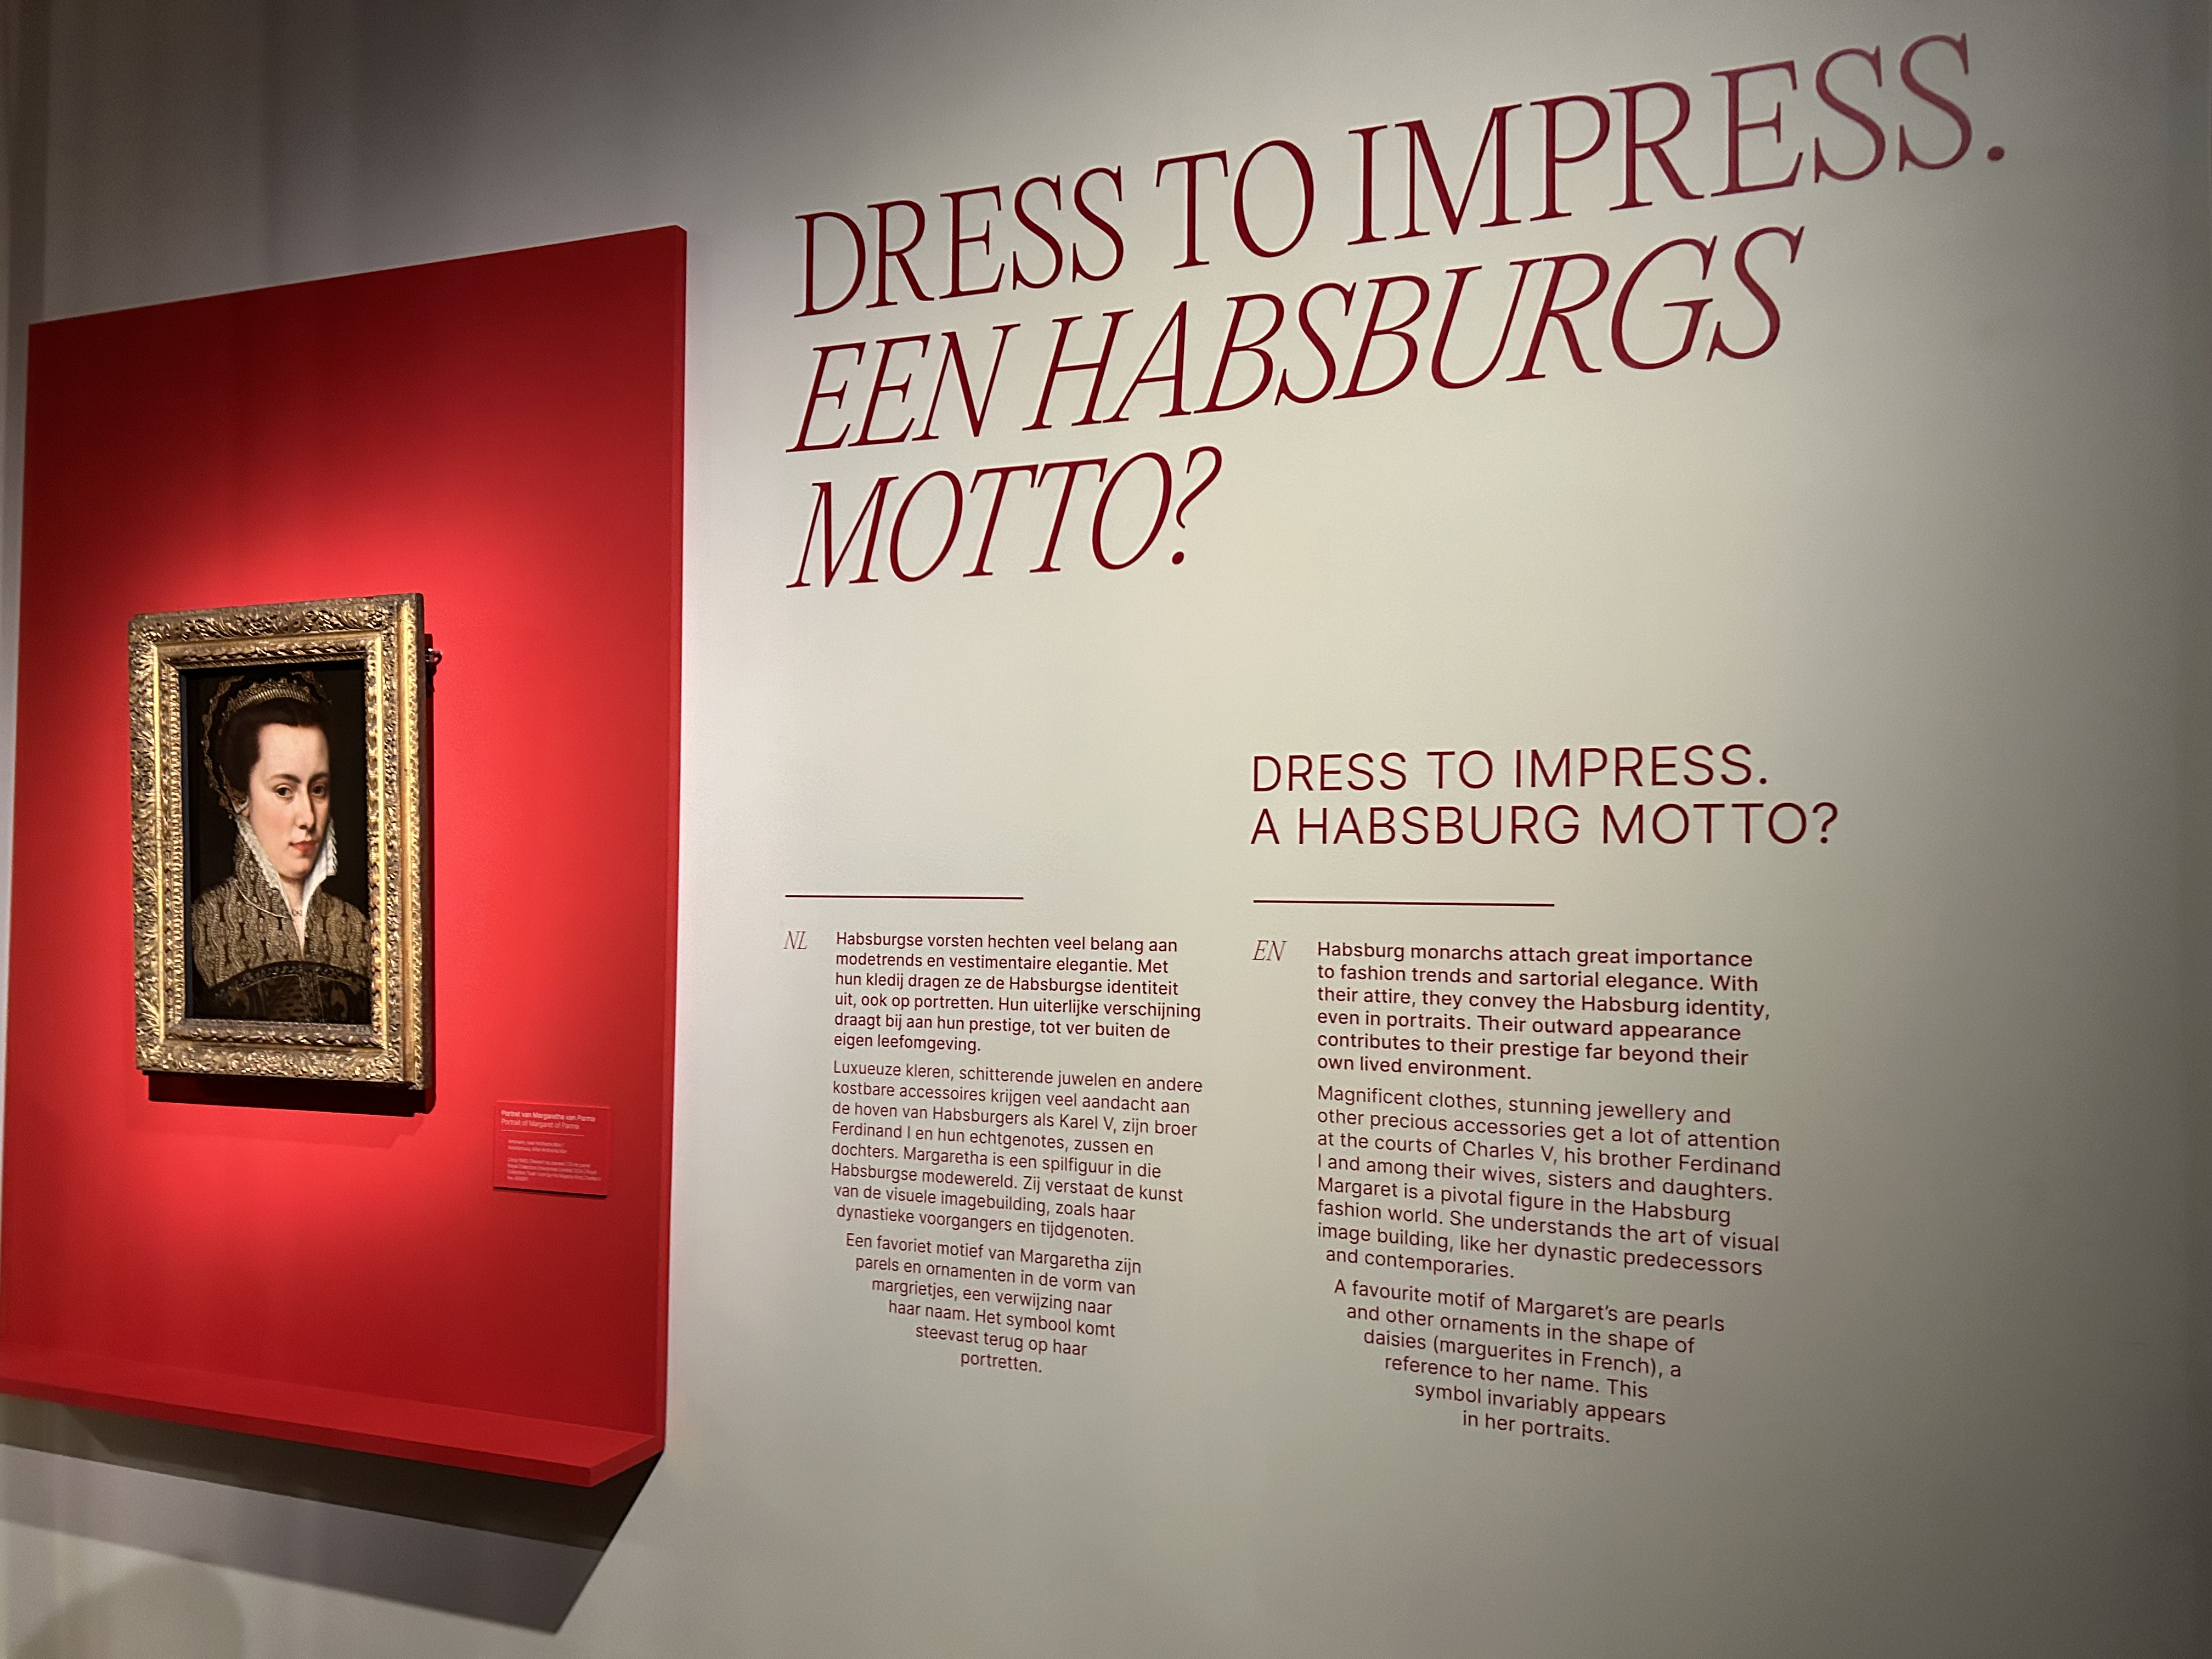 DRESS TO IMPRESS.
EEN HABSBURGS
MOTTO?
DRESS TO IMPRESS.
A HABSBURG MOTTO?
NL
Habsburgse vorsten hechten veel belang aan
modetrends en vestimentaire elegantie. Met
hun kledij dragen ze de Habsburgse identiteit
uit, ook op portretten. Hun uiterlijke verschijning
draagt bij aan hun prestige, tot ver buiten de
eigen leefomgeving.
Luxueuze kleren, schitterende juwelen en andere
kostbare accessoires krijgen veel aandacht aan
de hoven van Habsburgers als Karel V, zijn broer
Ferdinand I en hun echtgenotes, zussen en
dochters. Margaretha is een spilfiguur in die
Habsburgse modewereld. Zij verstaat de kunst
van de visuele imagebuilding, zoals haar
dynastieke voorgangers en tijdgenoten.
Een favoriet motief van Margaretha zijn
parels en ornamenten in de vorm van
margrietjes, een verwijzing naar
haar naam. Het symbool komt
steevast terug op haar
portretten.
EN
Habsburg monarchs attach great importance
to fashion trends and sartorial elegance. With
their attire, they convey the Habsburg identity,
even in portraits. Their outward appearance
contributes to their prestige far beyond their
own lived environment.
Magnificent clothes, stunning jewellery and
other precious accessories get a lot of attention
at the courts of Charles V, his brother Ferdinand
I and among their wives, sisters and daughters.
Margaret is a pivotal figure in the Habsburg
fashion world. She understands the art of visual
image building, like her dynastic predecessors
and contemporaries.
A favourite motif of Margaret's are pearls
and other ornaments in the shape of
daisies (marguerites in French), a
reference to her name. This
symbol invariably appears
in her portraits.
Portret van Margaretha van Parma
Portrait of Margaret of Parma